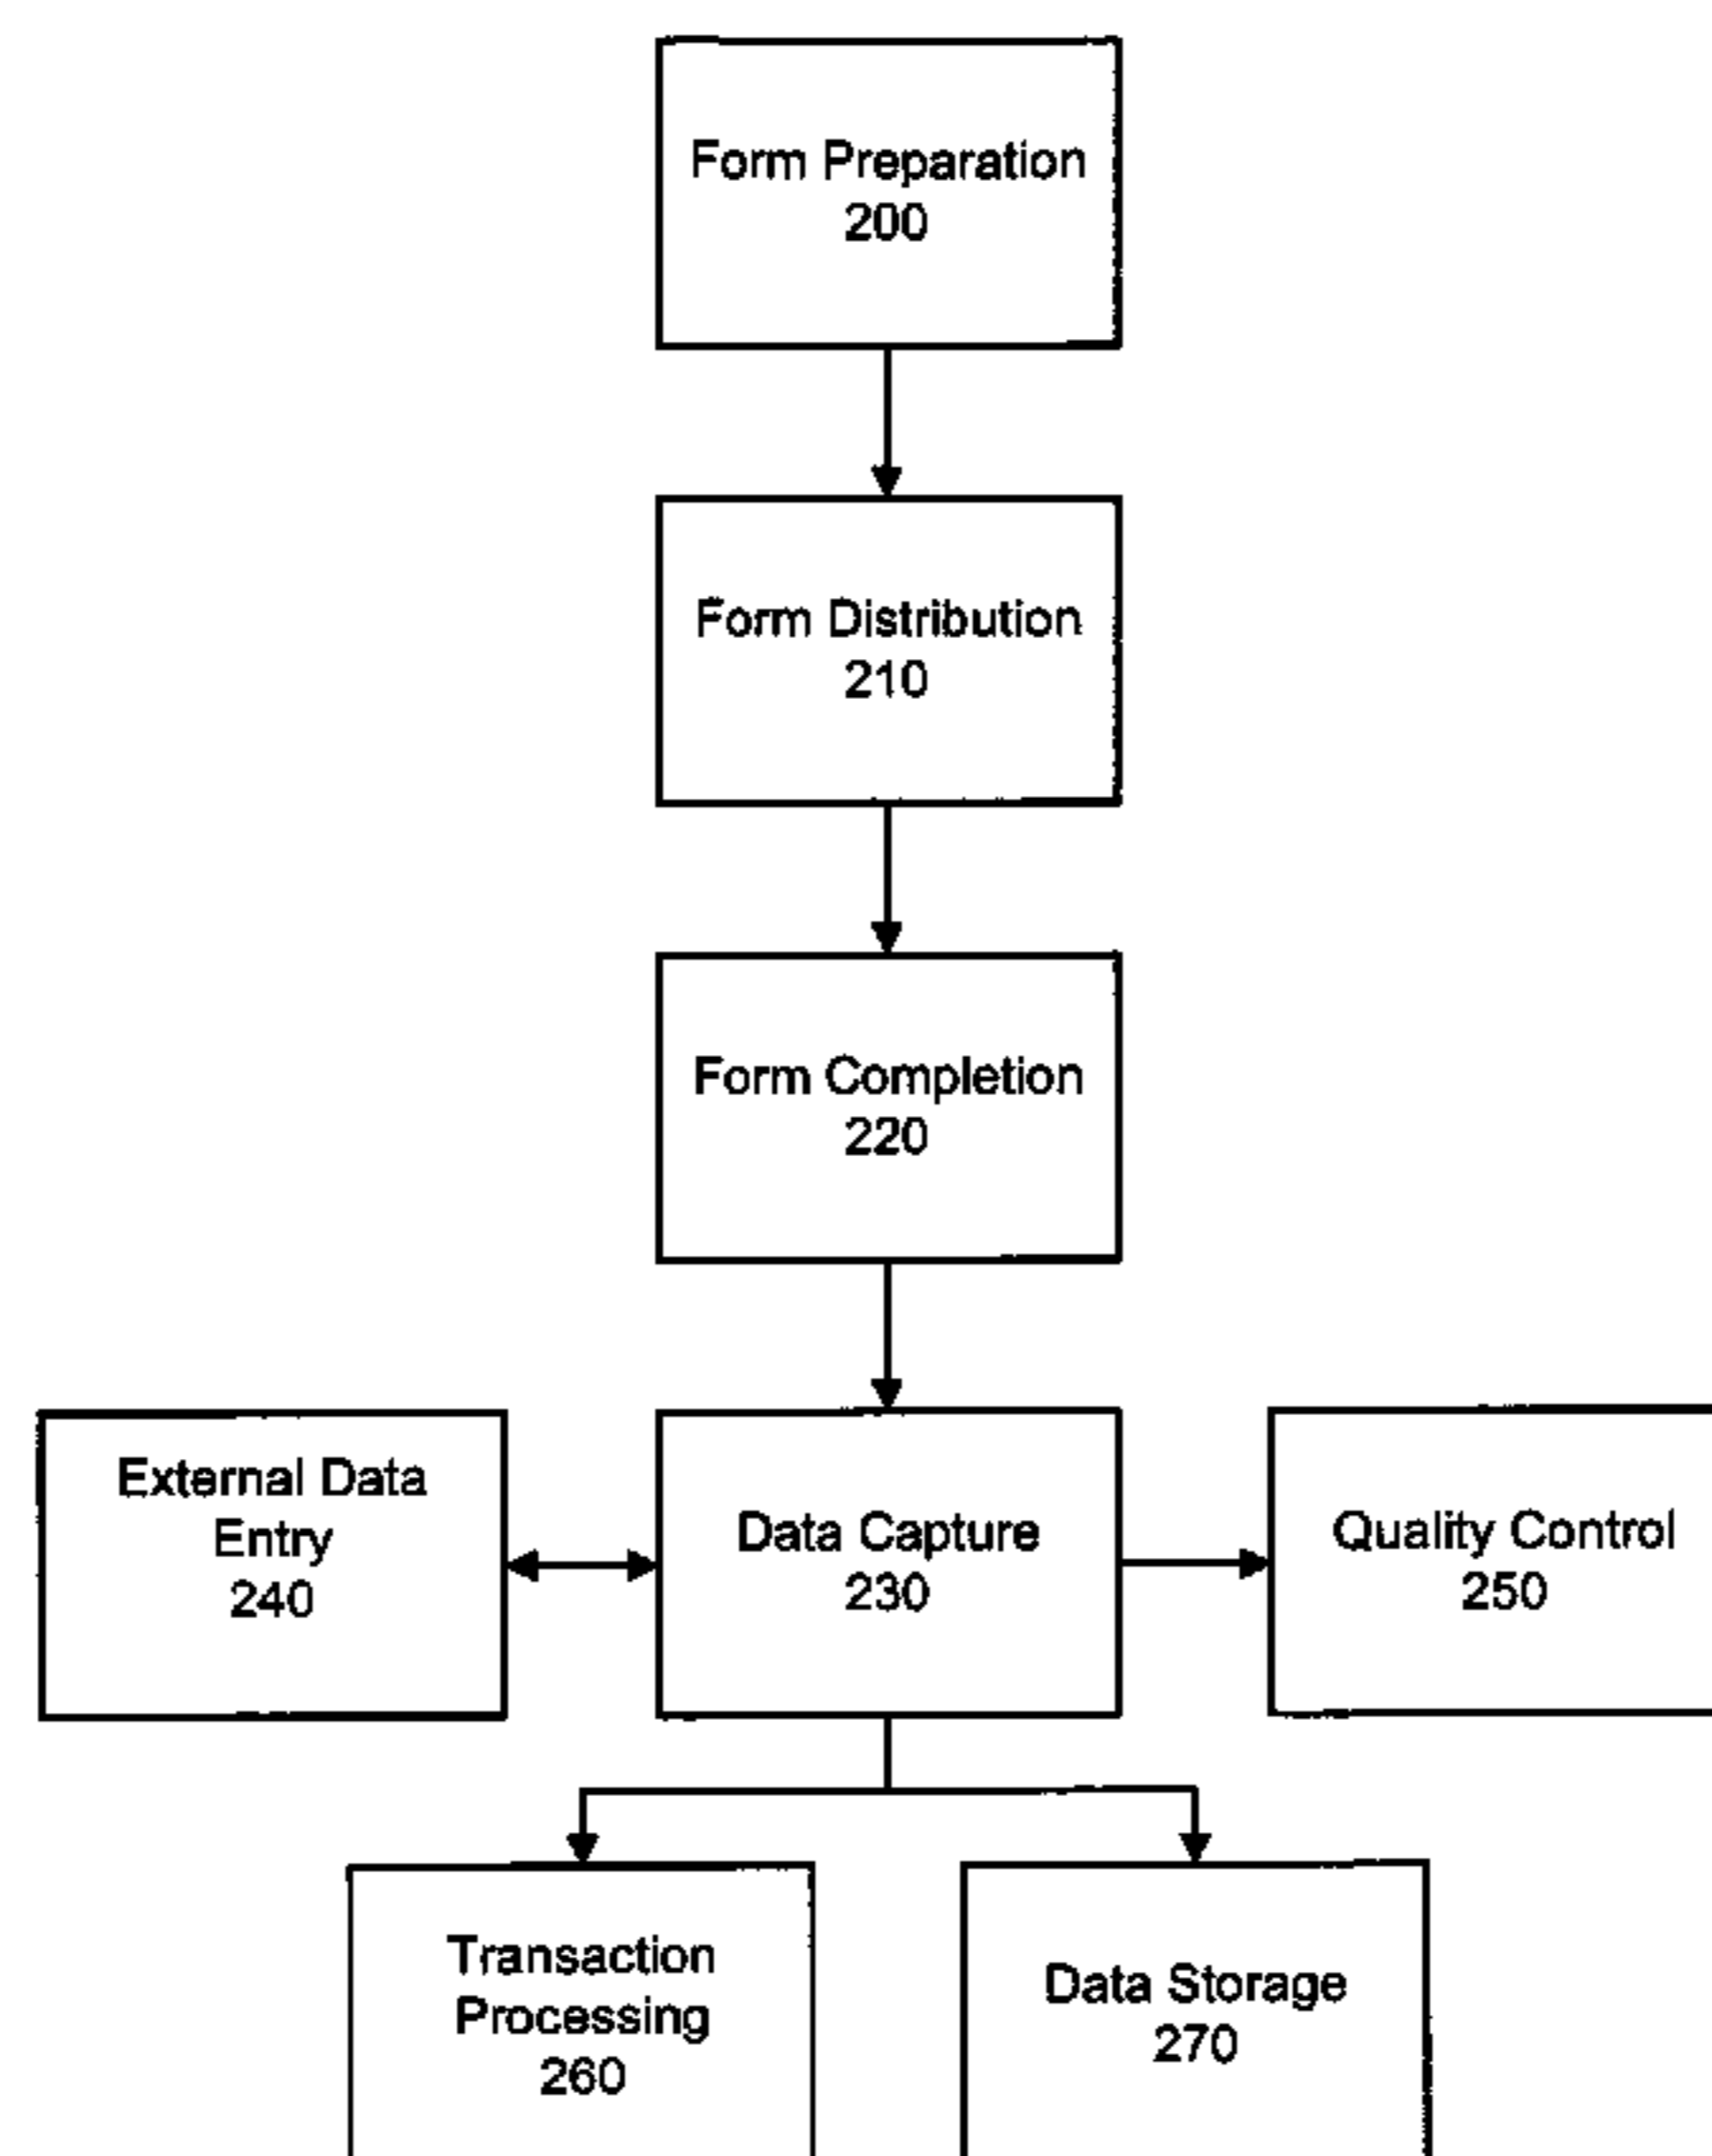 Form Preparation
200
Form Distribution
210
Form Completion
220
External Data
Entry
240
Data Capture
230
Quality Control
250
Transaction
Processing
260
Data Storage
270